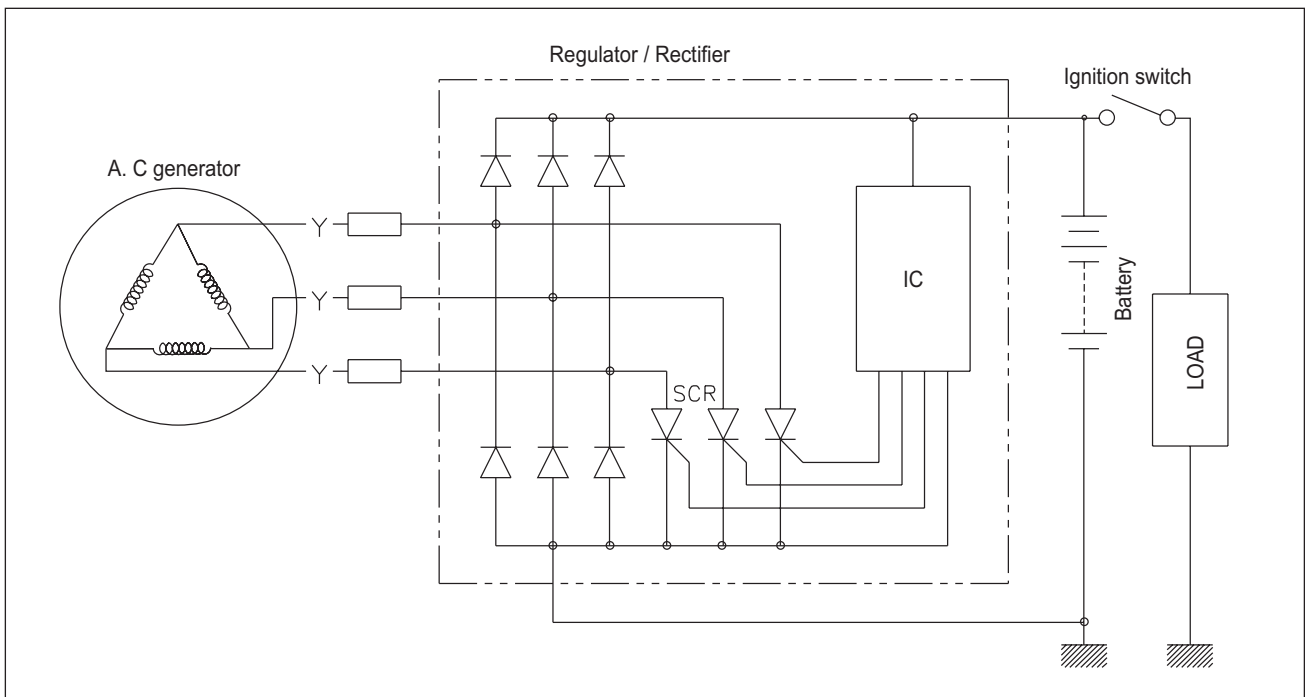 Regulator / Rectifier
Ignition switch
A. C generator
Y
Y
Y
IC
Battery
LOAD
SCR